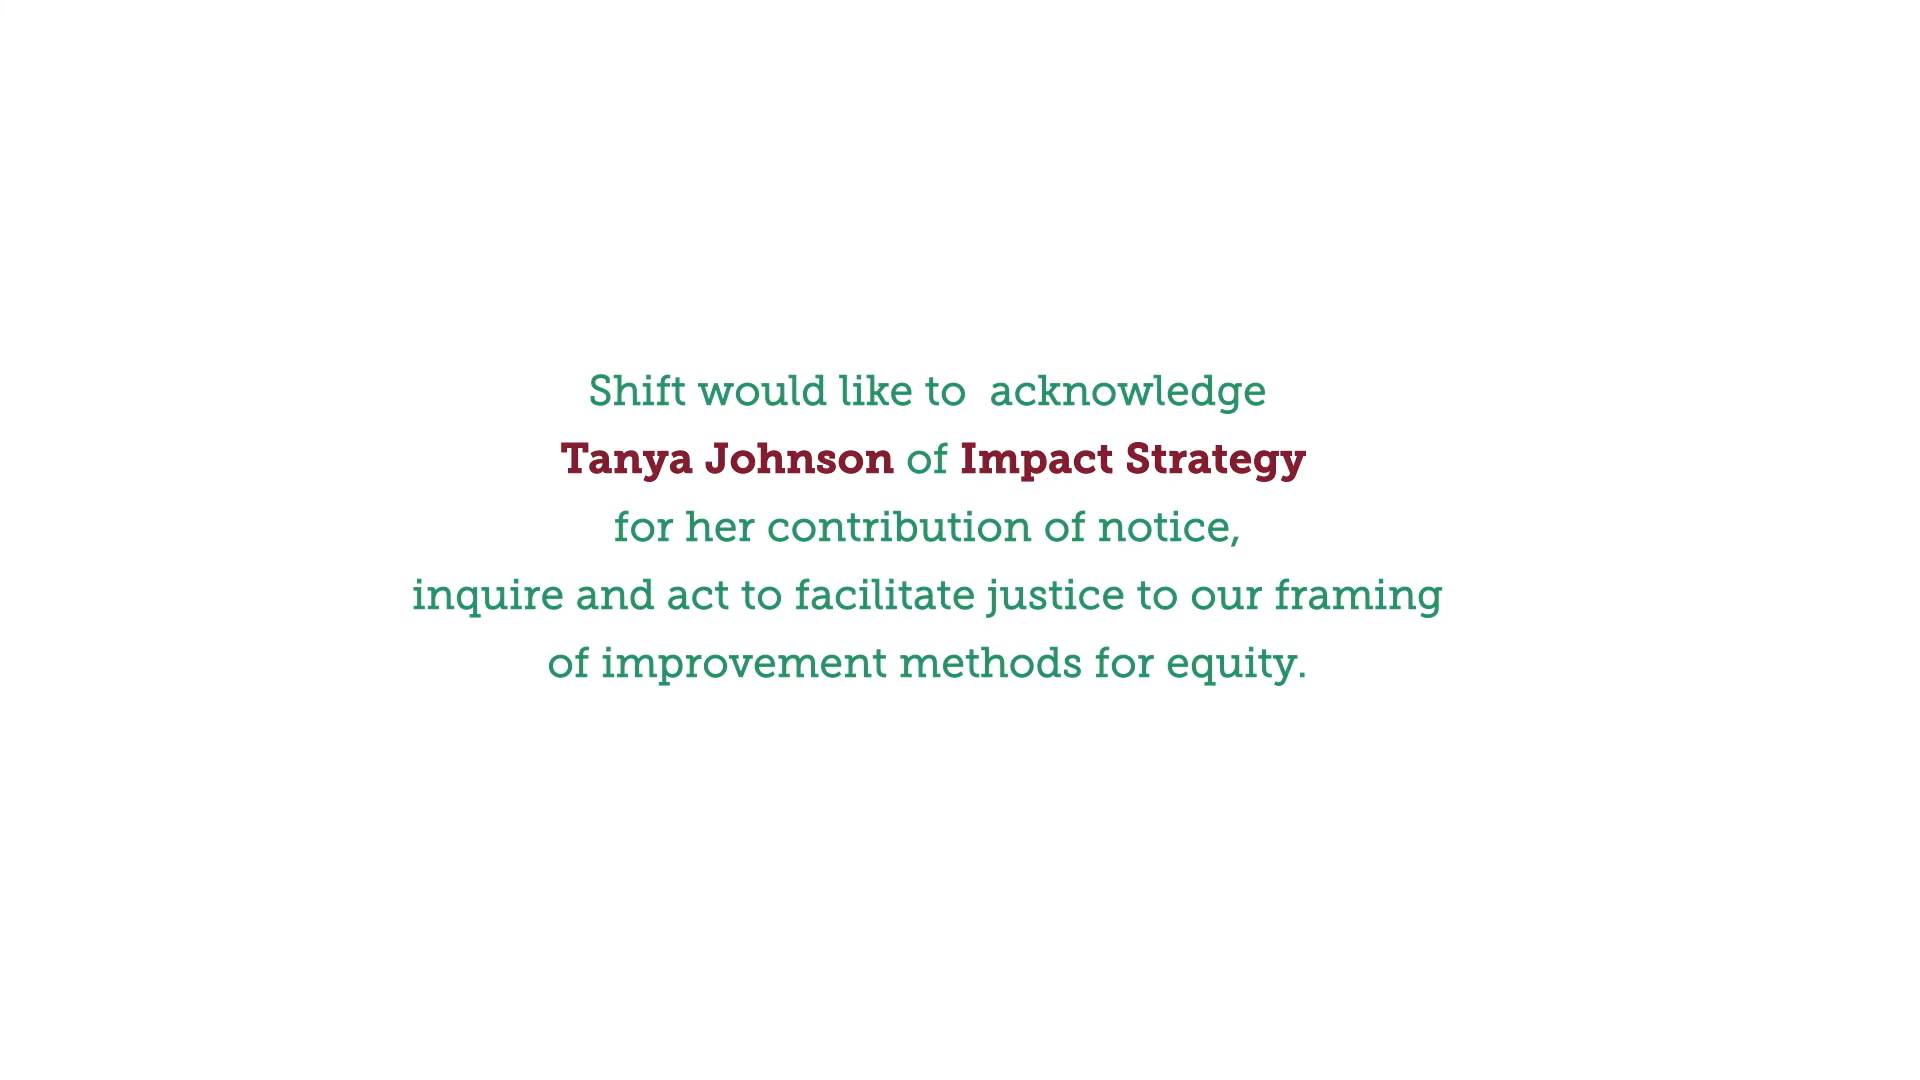 Shift would like to  acknowledge
Tanya Johnson of Impact Strategy
for her contribution of notice,
inquire and act to facilitate justice to our framing
of improvement methods for equity.